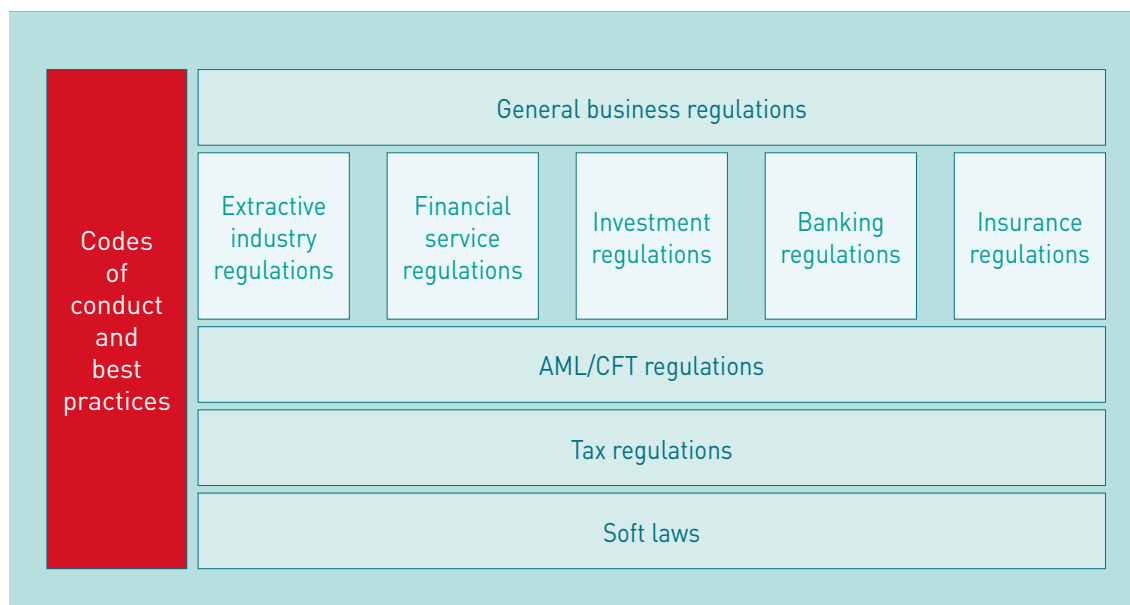 Codes
of
conduct
and
best
practices
General business regulations
Extractive
industry
regulations
Financial
service
regulations
Investment
regulations
Banking
regulations
Insurance
regulations
AML/CFT regulations
Tax regulations
Soft laws